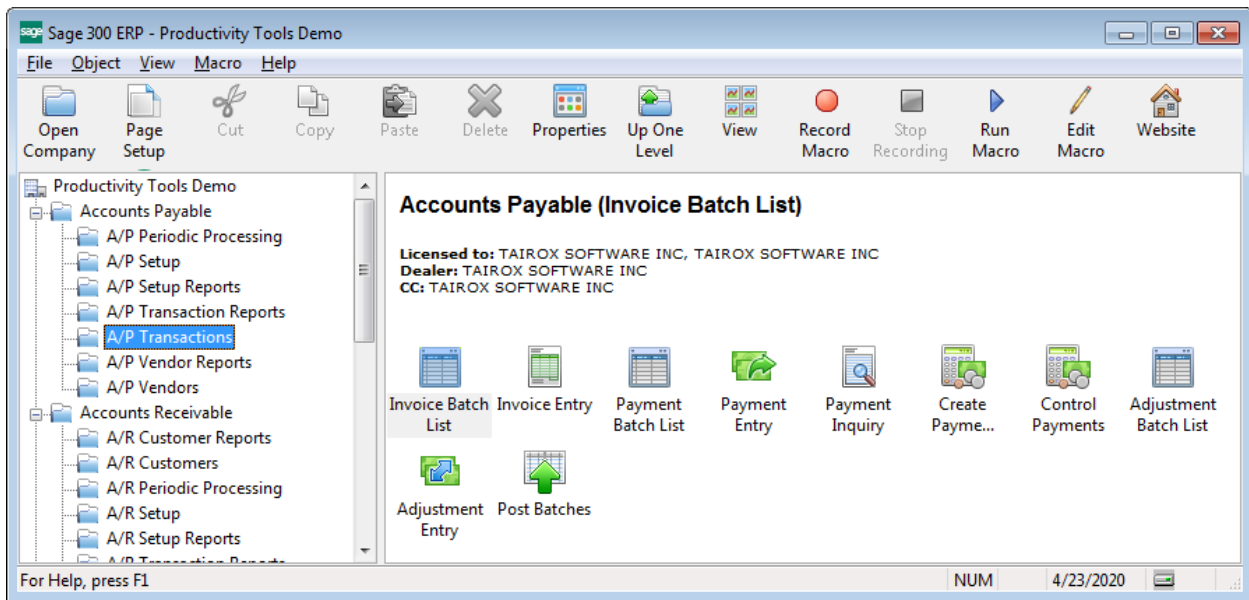 sage Sage 300 ERP - Productivity Tools Demo
File Object View Macro Help
Open Company
Page Setup
Cut
Copy
Paste
Delete
Properties
Up One Level
View
Record Macro
Stop Recording
Run Macro
Edit Macro
Website
Productivity Tools Demo
Accounts Payable
A/P Periodic Processing
A/P Setup
A/P Setup Reports
A/P Transaction Reports
A/P Transactions
A/P Vendor Reports
A/P Vendors
Accounts Receivable
A/R Customer Reports
A/R Customers
A/R Periodic Processing
A/R Setup
A/R Setup Reports
A/R Transaction Reports
Accounts Payable (Invoice Batch List)
Licensed to: TAIROX SOFTWARE INC, TAIROX SOFTWARE INC
Dealer: TAIROX SOFTWARE INC
CC: TAIROX SOFTWARE INC
Invoice Batch List
Invoice Entry
Payment Batch List
Payment Entry
Payment Inquiry
Create Payme...
Control Payments
Adjustment Batch List
Adjustment Entry
Post Batches
For Help, press F1
NUM
4/23/2020